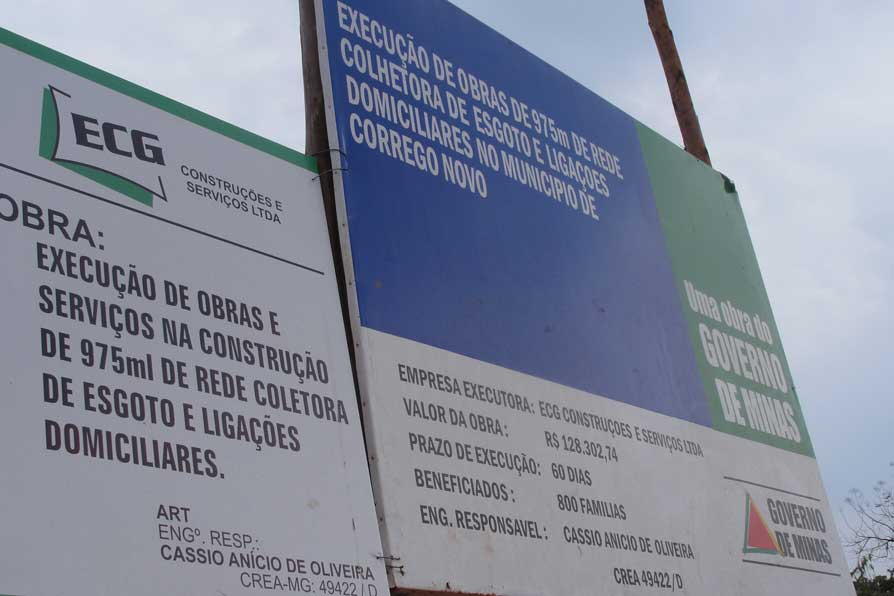 ECG
CONSTRUÇÕES E
SERVIÇOS LTDA
OBRA:
EXECUÇÃO DE OBRAS E
SERVIÇOS NA CONSTRUÇÃO
DE 975ml DE REDE COLETORA
DE ESGOTO E LIGAÇÕES
DOMICILIARES.
ART
ENGº. RESP.:
CASSIO ANÍCIO DE OLIVEIRA
CREA-MG: 49422 /D
EXECUÇÃO DE OBRAS DE 975m DE REDE
COLHETORA DE ESGOTO E LIGAÇÕES
DOMICILIARES NO MUNICIPIO DE
CORREGO NOVO
Uma obra do
GOVERNO
DE MINAS
EMPRESA EXECUTORA: ECG CONSTRUÇOES E SERVIÇOS LTDA
VALOR DA OBRA: R$ 128.302,74
PRAZO DE EXECUÇÃO: 60 DIAS
BENEFICIADOS: 800 FAMILIAS
ENG. RESPONSAVEL: CASSIO ANICIO DE OLIVEIRA
CREA 49422 / D
GOVERNO
DE MINAS